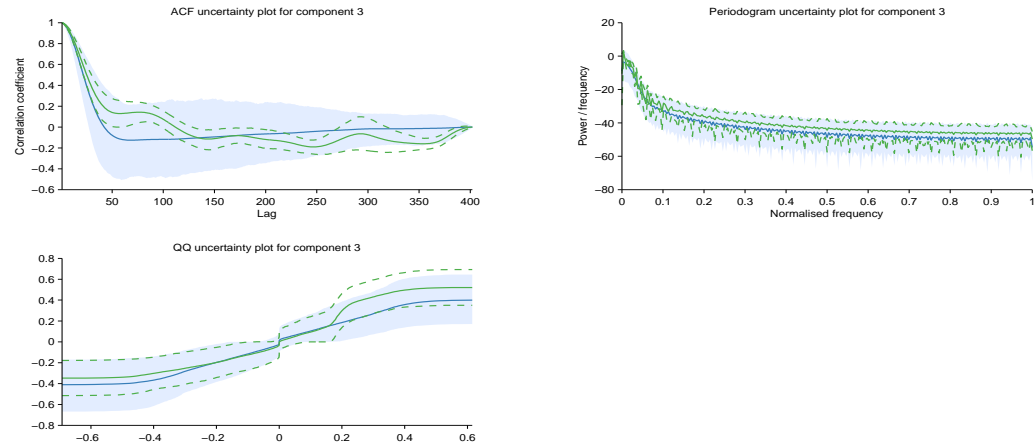 ACF uncertainty plot for component 3
Correlation coefficient
1
0.8
0.6
0.4
0.2
0
−0.2
−0.4
−0.6
50 100 150 200 250 300 350 400
Lag
Periodogram uncertainty plot for component 3
Power / frequency
20
0
−20
−40
−60
−80
0 0.1 0.2 0.3 0.4 0.5 0.6 0.7 0.8 0.9 1
Normalised frequency
QQ uncertainty plot for component 3
0.8
0.6
0.4
0.2
0
−0.2
−0.4
−0.6
−0.8
−0.6 −0.4 −0.2 0 0.2 0.4 0.6